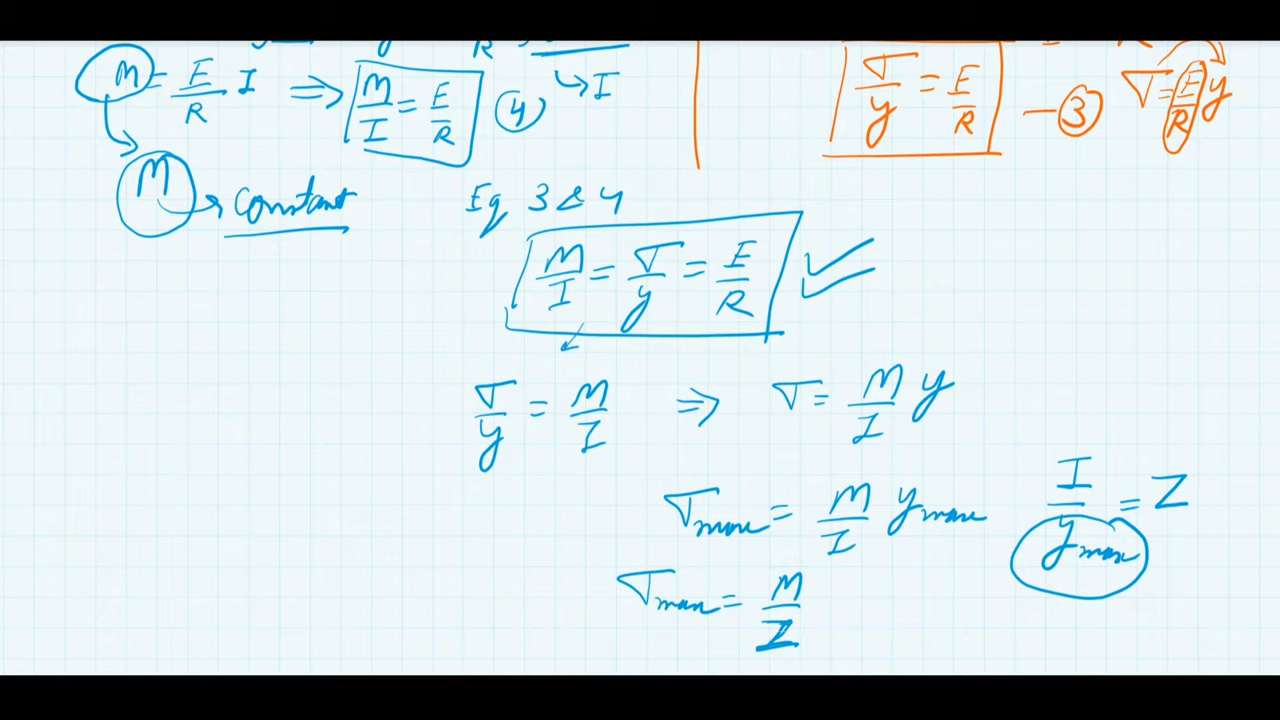 M = E/R . I ⇒ M/I = E/R ④
→ I
σ/y = E/R — ③
σ = E/R y
M → constant
Eq 3 & 4
M/I = σ/y = E/R
σ/y = M/I ⇒ σ = M/I y
σmax = M/I ymax
I/ymax = Z
σmax = M/Z